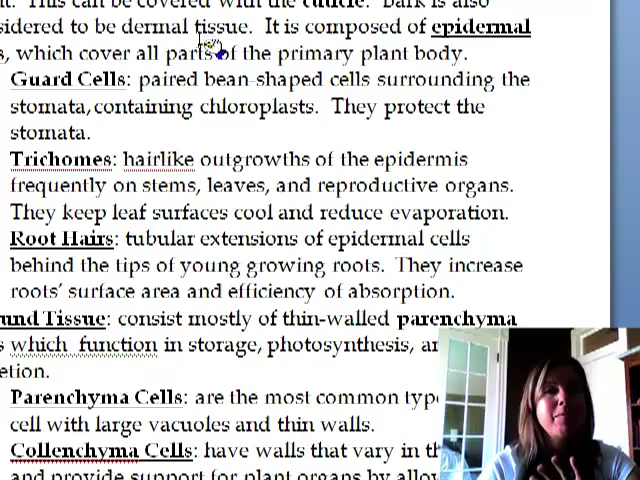 nt. This can be covered with the cuticle. Bark is also
sidered to be dermal tissue. It is composed of epidermal
s, which cover all parts of the primary plant body.
Guard Cells: paired bean-shaped cells surrounding the
stomata, containing chloroplasts. They protect the
stomata.
Trichomes: hairlike outgrowths of the epidermis
frequently on stems, leaves, and reproductive organs.
They keep leaf surfaces cool and reduce evaporation.
Root Hairs: tubular extensions of epidermal cells
behind the tips of young growing roots. They increase
roots' surface area and efficiency of absorption.
und Tissue: consist mostly of thin-walled parenchyma
s which function in storage, photosynthesis, an
etion.
Parenchyma Cells: are the most common type
cell with large vacuoles and thin walls.
Collenchyma Cells: have walls that vary in th
and provide support for plant organs by allow